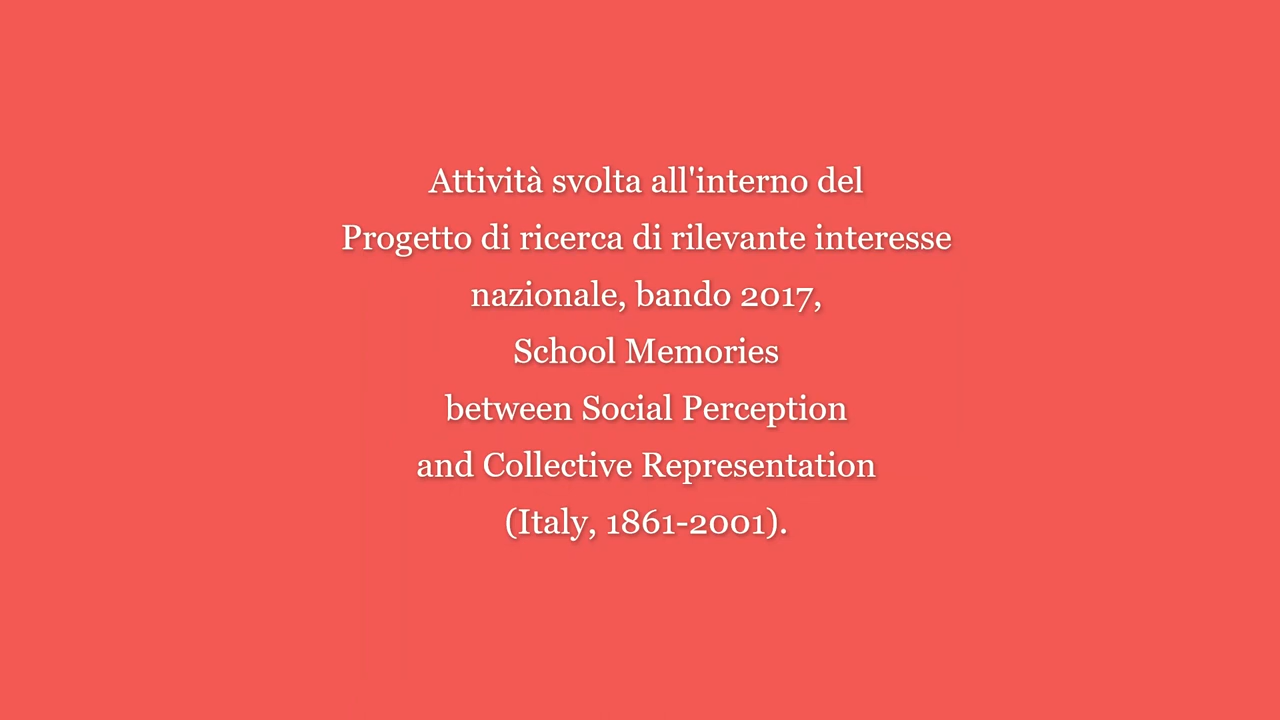 Attività svolta all'interno del
Progetto di ricerca di rilevante interesse
nazionale, bando 2017,
School Memories
between Social Perception
and Collective Representation
(Italy, 1861-2001).